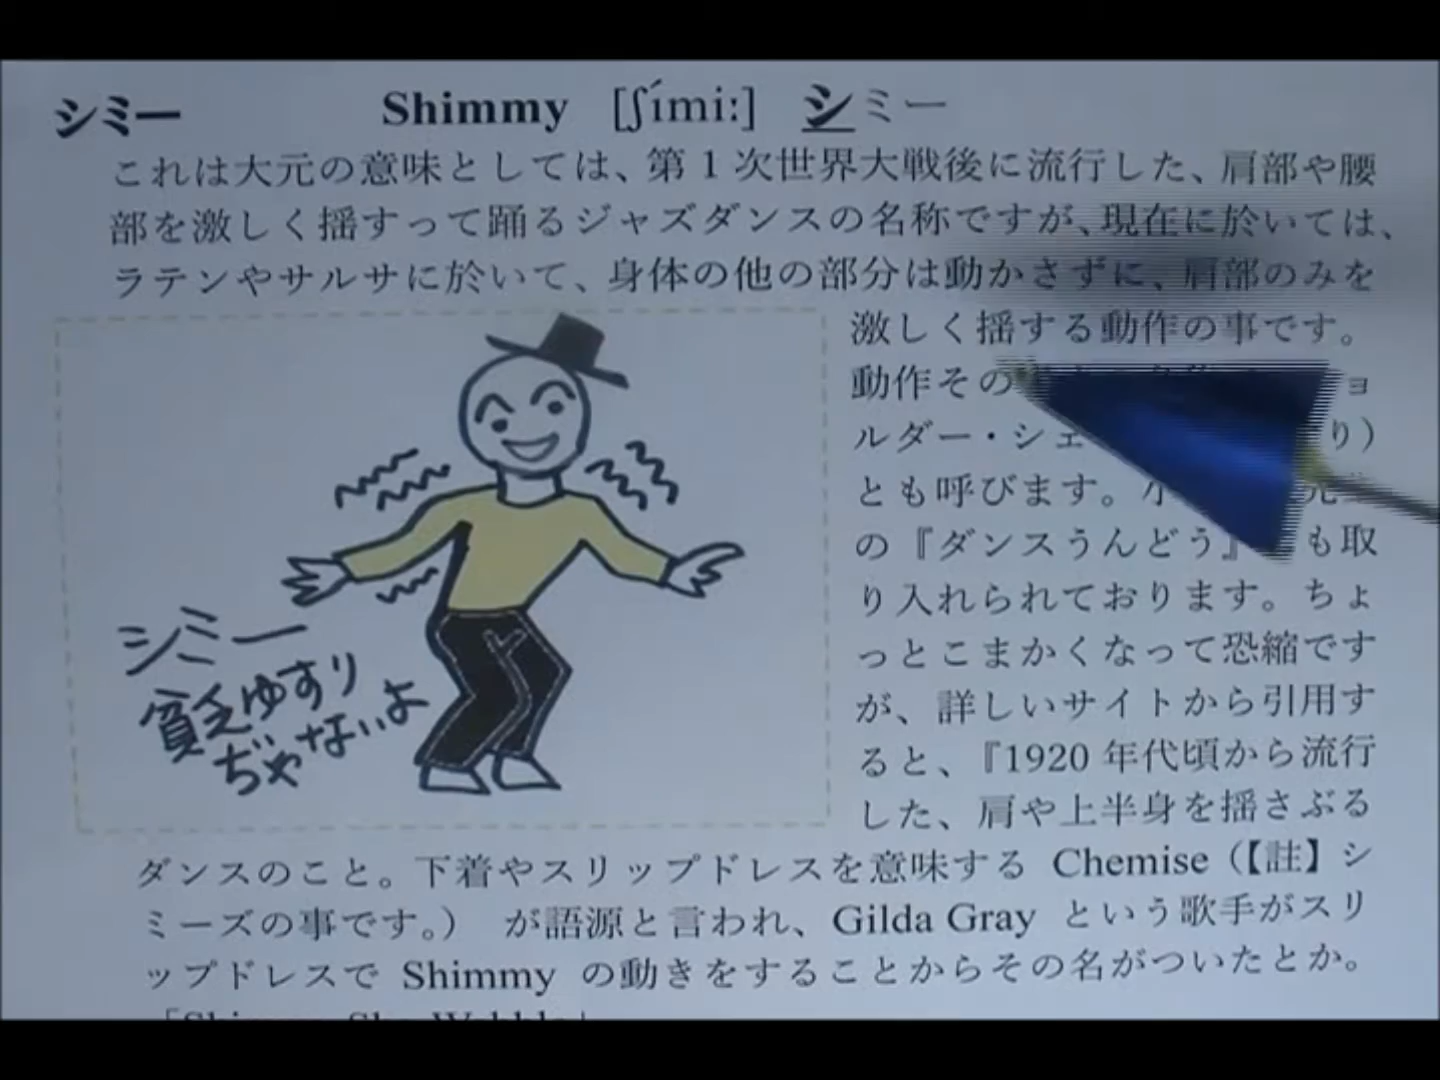 シミー Shimmy [ʃími:] シミー
これは大元の意味としては、第1次世界大戦後に流行した、肩部や腰
部を激しく揺すって踊るジャズダンスの名称ですが、現在に於いては、
ラテンやサルサに於いて、身体の他の部分は動かさずに、肩部のみを
激しく揺する動作の事です。
動作その ョ
ルダー・シェ り）
とも呼びます。
の『ダンスうんどう』 も取
り入れられております。ちょ
っとこまかくなって恐縮です
が、詳しいサイトから引用す
ると、『1920 年代頃から流行
した、肩や上半身を揺さぶる
ダンスのこと。下着やスリップドレスを意味する Chemise（【註】シ
ミーズの事です。） が語源と言われ、Gilda Gray という歌手がスリ
ップドレスで Shimmy の動きをすることからその名がついたとか。
シミー
貧乏ゆすり
ぢゃないよ